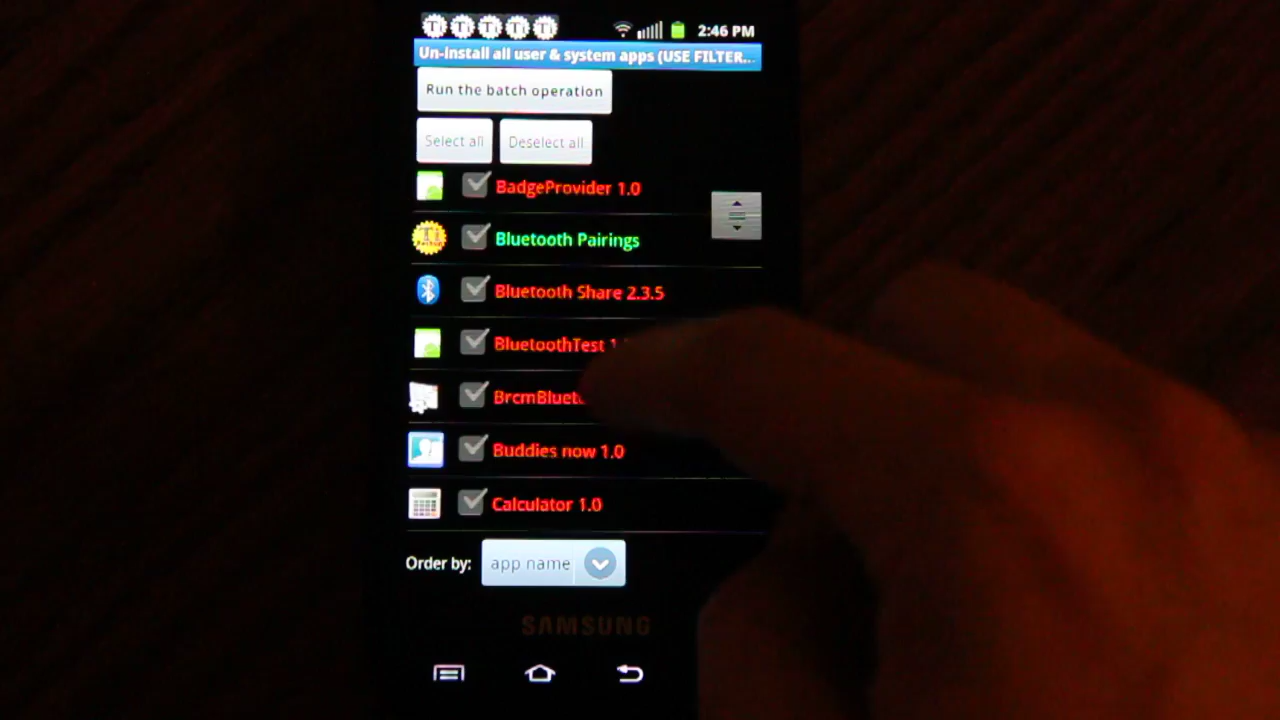 2:46 PM
Un-install all user & system apps (USE FILTER...
Run the batch operation
Select all
Deselect all
BadgeProvider 1.0
Bluetooth Pairings
Bluetooth Share 2.3.5
BluetoothTest
Buddies now 1.0
Calculator 1.0
Order by:
app name
SAMSUNG